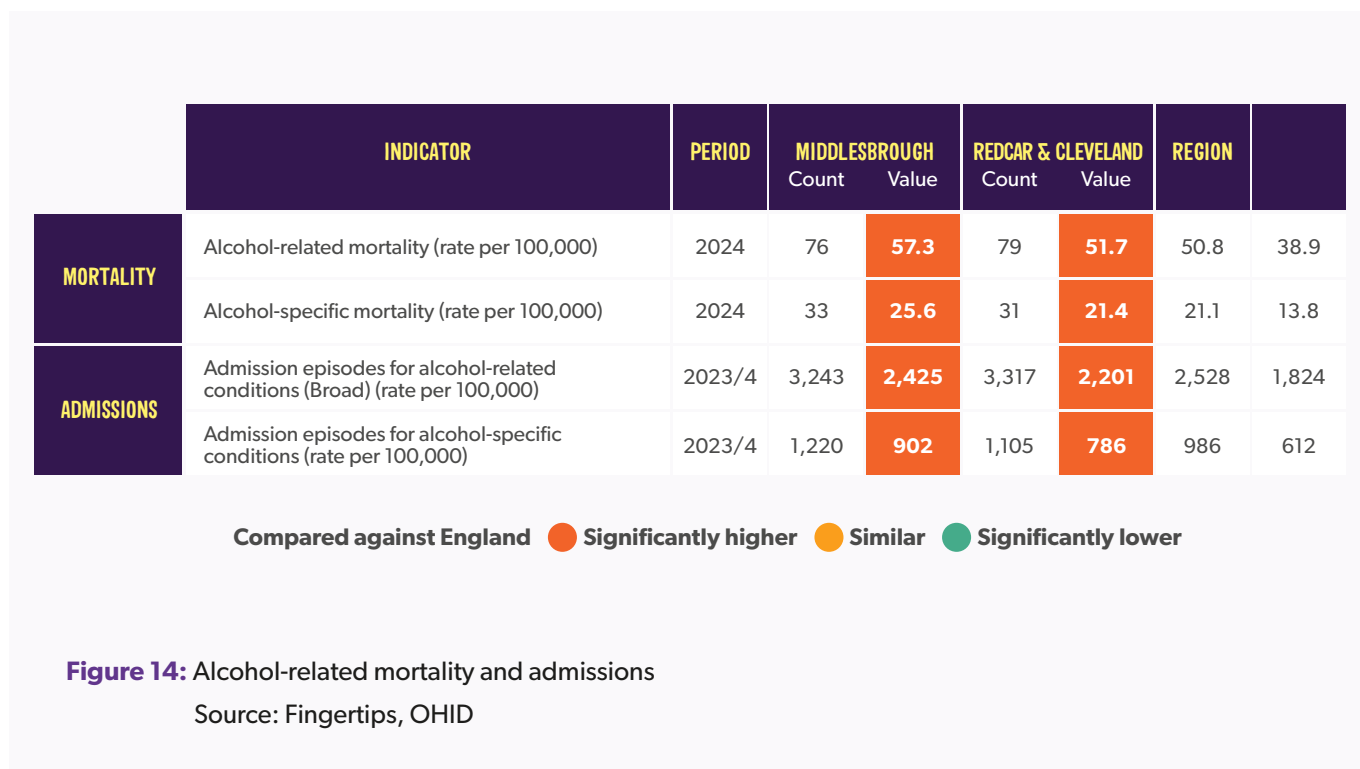 INDICATOR PERIOD MIDDLESBROUGH REDCAR & CLEVELAND REGION
Count Value Count Value
MORTALITY
Alcohol-related mortality (rate per 100,000) 2024 76 57.3 79 51.7 50.8 38.9
Alcohol-specific mortality (rate per 100,000) 2024 33 25.6 31 21.4 21.1 13.8
ADMISSIONS
Admission episodes for alcohol-related
conditions (Broad) (rate per 100,000) 2023/4 3,243 2,425 3,317 2,201 2,528 1,824
Admission episodes for alcohol-specific
conditions (rate per 100,000) 2023/4 1,220 902 1,105 786 986 612
Compared against England Significantly higher Similar Significantly lower
Figure 14: Alcohol-related mortality and admissions
Source: Fingertips, OHID